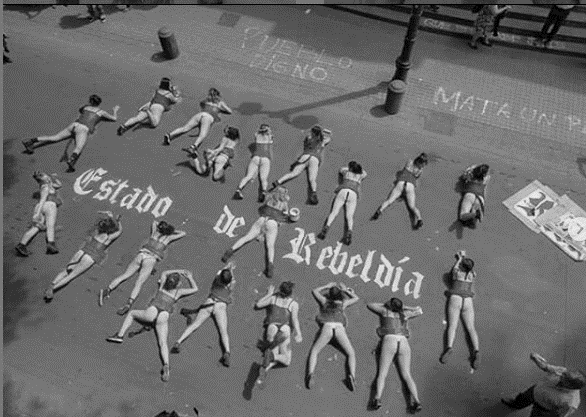 PUEBLO
DIGNO
MATA UN
Estado de Rebeldía